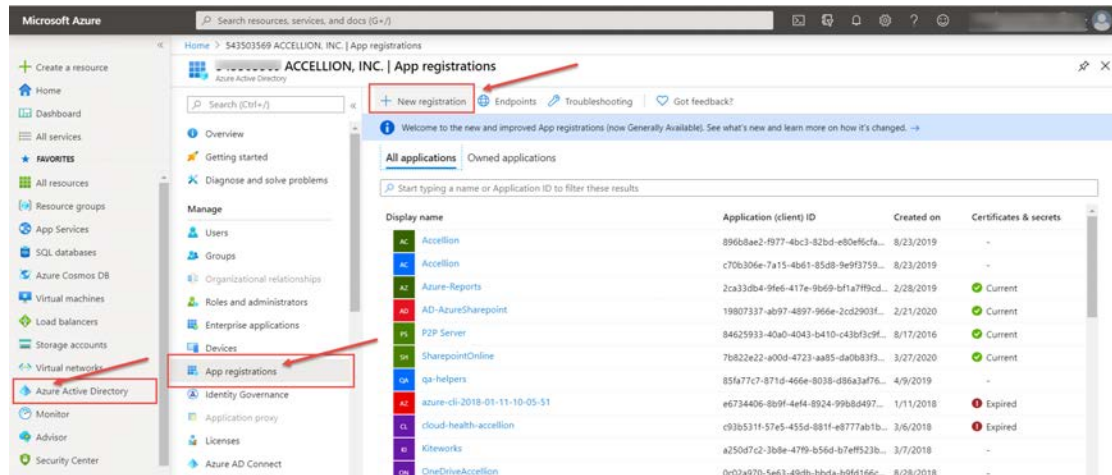 Microsoft Azure
Search resources, services, and docs (G+/)
Home > 543503569 ACCELLION, INC. | App registrations
ACCELLION, INC. | App registrations
Azure Active Directory
Create a resource
Home
Dashboard
All services
FAVORITES
All resources
Resource groups
App Services
SQL databases
Azure Cosmos DB
Virtual machines
Load balancers
Storage accounts
Virtual networks
Azure Active Directory
Monitor
Advisor
Security Center
Search (Ctrl+/)
Overview
Getting started
Diagnose and solve problems
Manage
Users
Groups
Organizational relationships
Roles and administrators
Enterprise applications
Devices
App registrations
Identity Governance
Application proxy
Licenses
Azure AD Connect
New registration Endpoints Troubleshooting Got feedback?
Welcome to the new and improved App registrations (now Generally Available). See what's new and learn more on how it's changed. →
All applications Owned applications
Start typing a name or Application ID to filter these results
Display name Application (client) ID Created on Certificates & secrets
AC Accellion 896b8ae2-f977-4bc3-82bd-e80ef6cfa... 8/23/2019 -
AC Accellion c70b306e-7a15-4b61-85d8-9e9f3759... 8/23/2019 -
AZ Azure-Reports 2ca33db4-9fe6-417e-9b69-bf1a7ff9cd... 2/28/2019 Current
AD AD-AzureSharepoint 19807337-ab97-4897-966e-2cd2903f... 2/21/2020 Current
PS P2P Server 84625933-40a0-4043-b410-c43bf3c9f... 8/17/2016 Current
SH SharepointOnline 7b822e22-a00d-4723-aa85-da0b83f3... 3/27/2020 Current
QA qa-helpers 85fa77c7-871d-466e-8038-d86a3af76... 4/9/2019 -
AZ azure-cli-2018-01-11-10-05-51 e6734406-8b9f-4ef4-8924-99b8d497... 1/11/2018 Expired
CL cloud-health-accellion c93b531f-57e5-455d-881f-e8777ab1b... 3/6/2018 Expired
KI Kiteworks a250d7c2-3b8e-47f9-b56d-b7eff523b... 3/7/2018 -
ON OneDriveAccellion 0c02a970-5e63-49db-bbda-b9fd166c... 8/28/2018 -